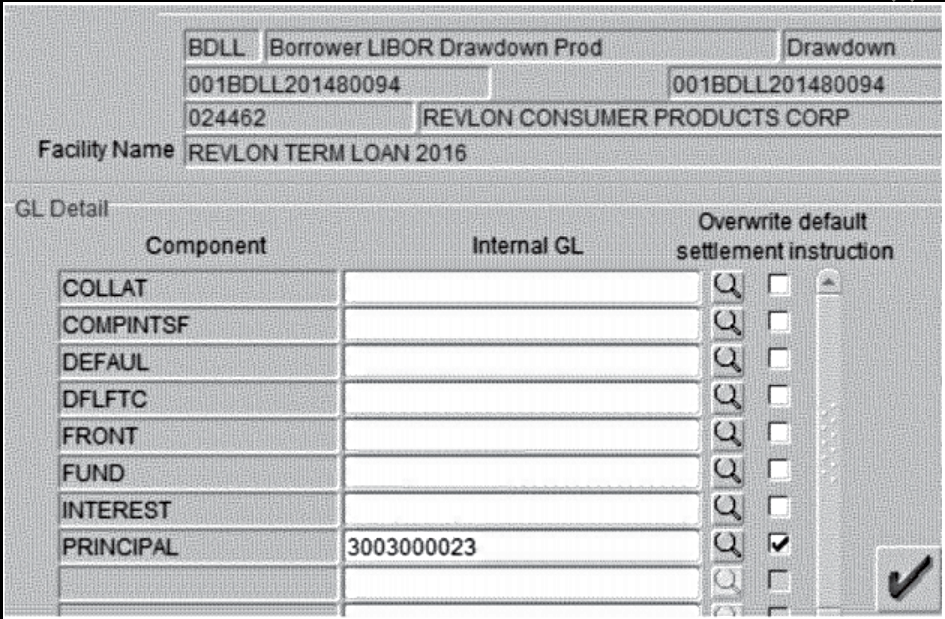 BDLL Borrower LIBOR Drawdown Prod Drawdown
001BDLL201480094 001BDLL201480094
024462 REVLON CONSUMER PRODUCTS CORP
Facility Name REVLON TERM LOAN 2016
GL Detail
Component Internal GL Overwrite default settlement instruction
COLLAT
COMPINTSF
DEFAUL
DFLFTC
FRONT
FUND
INTEREST
PRINCIPAL 3003000023